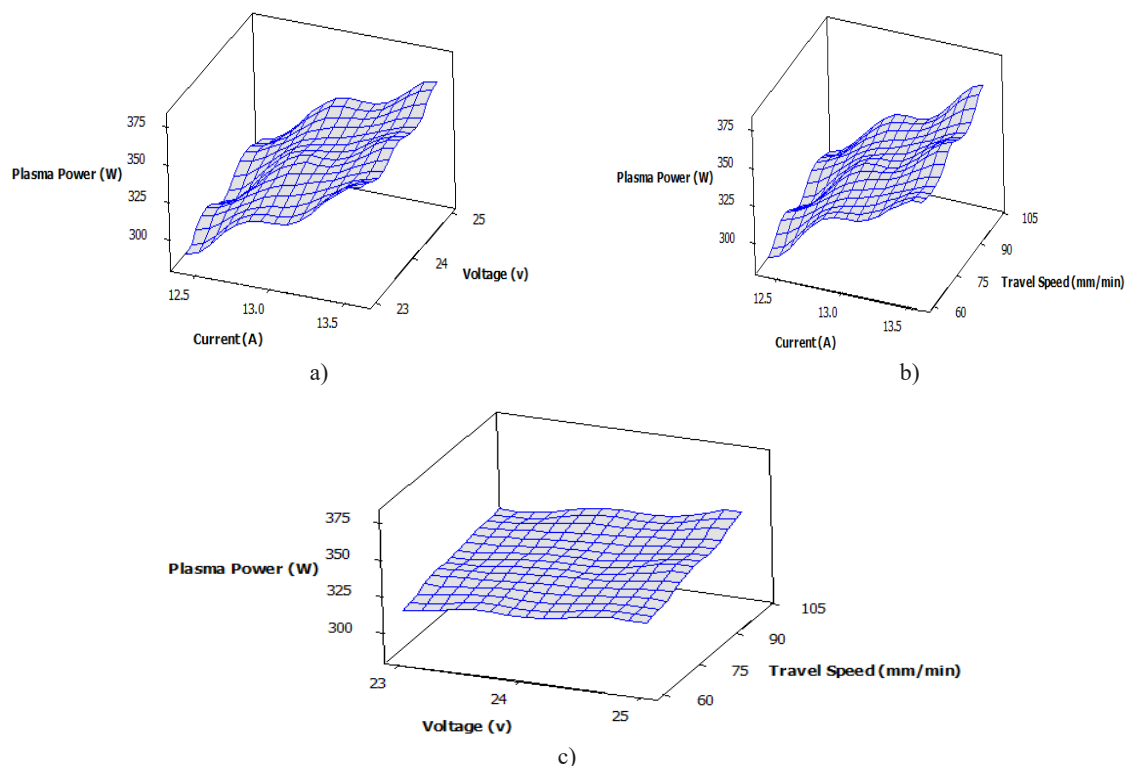 375
350
Plasma Power (W)
325
300
12.5
13.0
13.5
Current (A)
23
24
25
Voltage (v)
a)
375
350
Plasma Power (W)
325
300
12.5
13.0
13.5
Current (A)
60
75
90
105
Travel Speed (mm/min)
b)
375
350
Plasma Power (W)
325
300
23
24
25
Voltage (v)
60
75
90
105
Travel Speed (mm/min)
c)